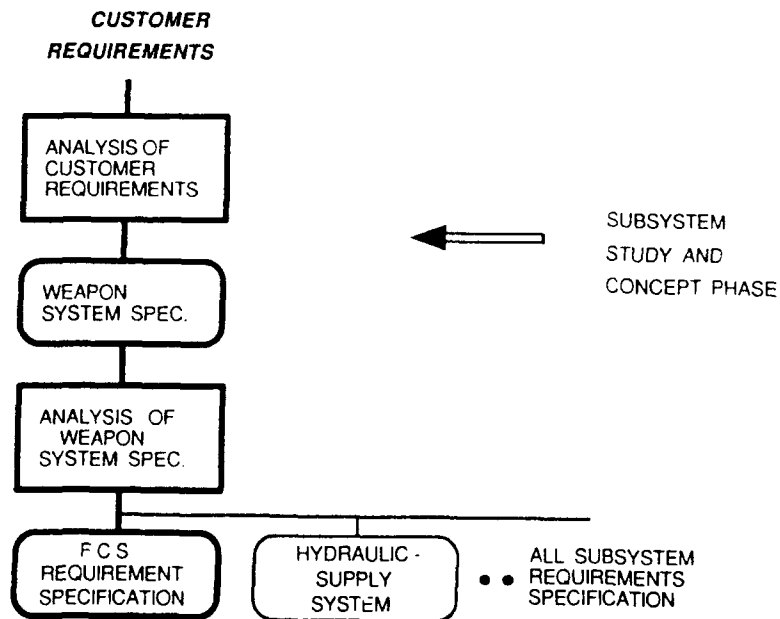 CUSTOMER
REQUIREMENTS
ANALYSIS OF
CUSTOMER
REQUIREMENTS
SUBSYSTEM
STUDY AND
CONCEPT PHASE
WEAPON
SYSTEM SPEC.
ANALYSIS OF
WEAPON
SYSTEM SPEC.
F C S
REQUIREMENT
SPECIFICATION
HYDRAULIC -
SUPPLY
SYSTEM
• • ALL SUBSYSTEM
REQUIREMENTS
SPECIFICATION